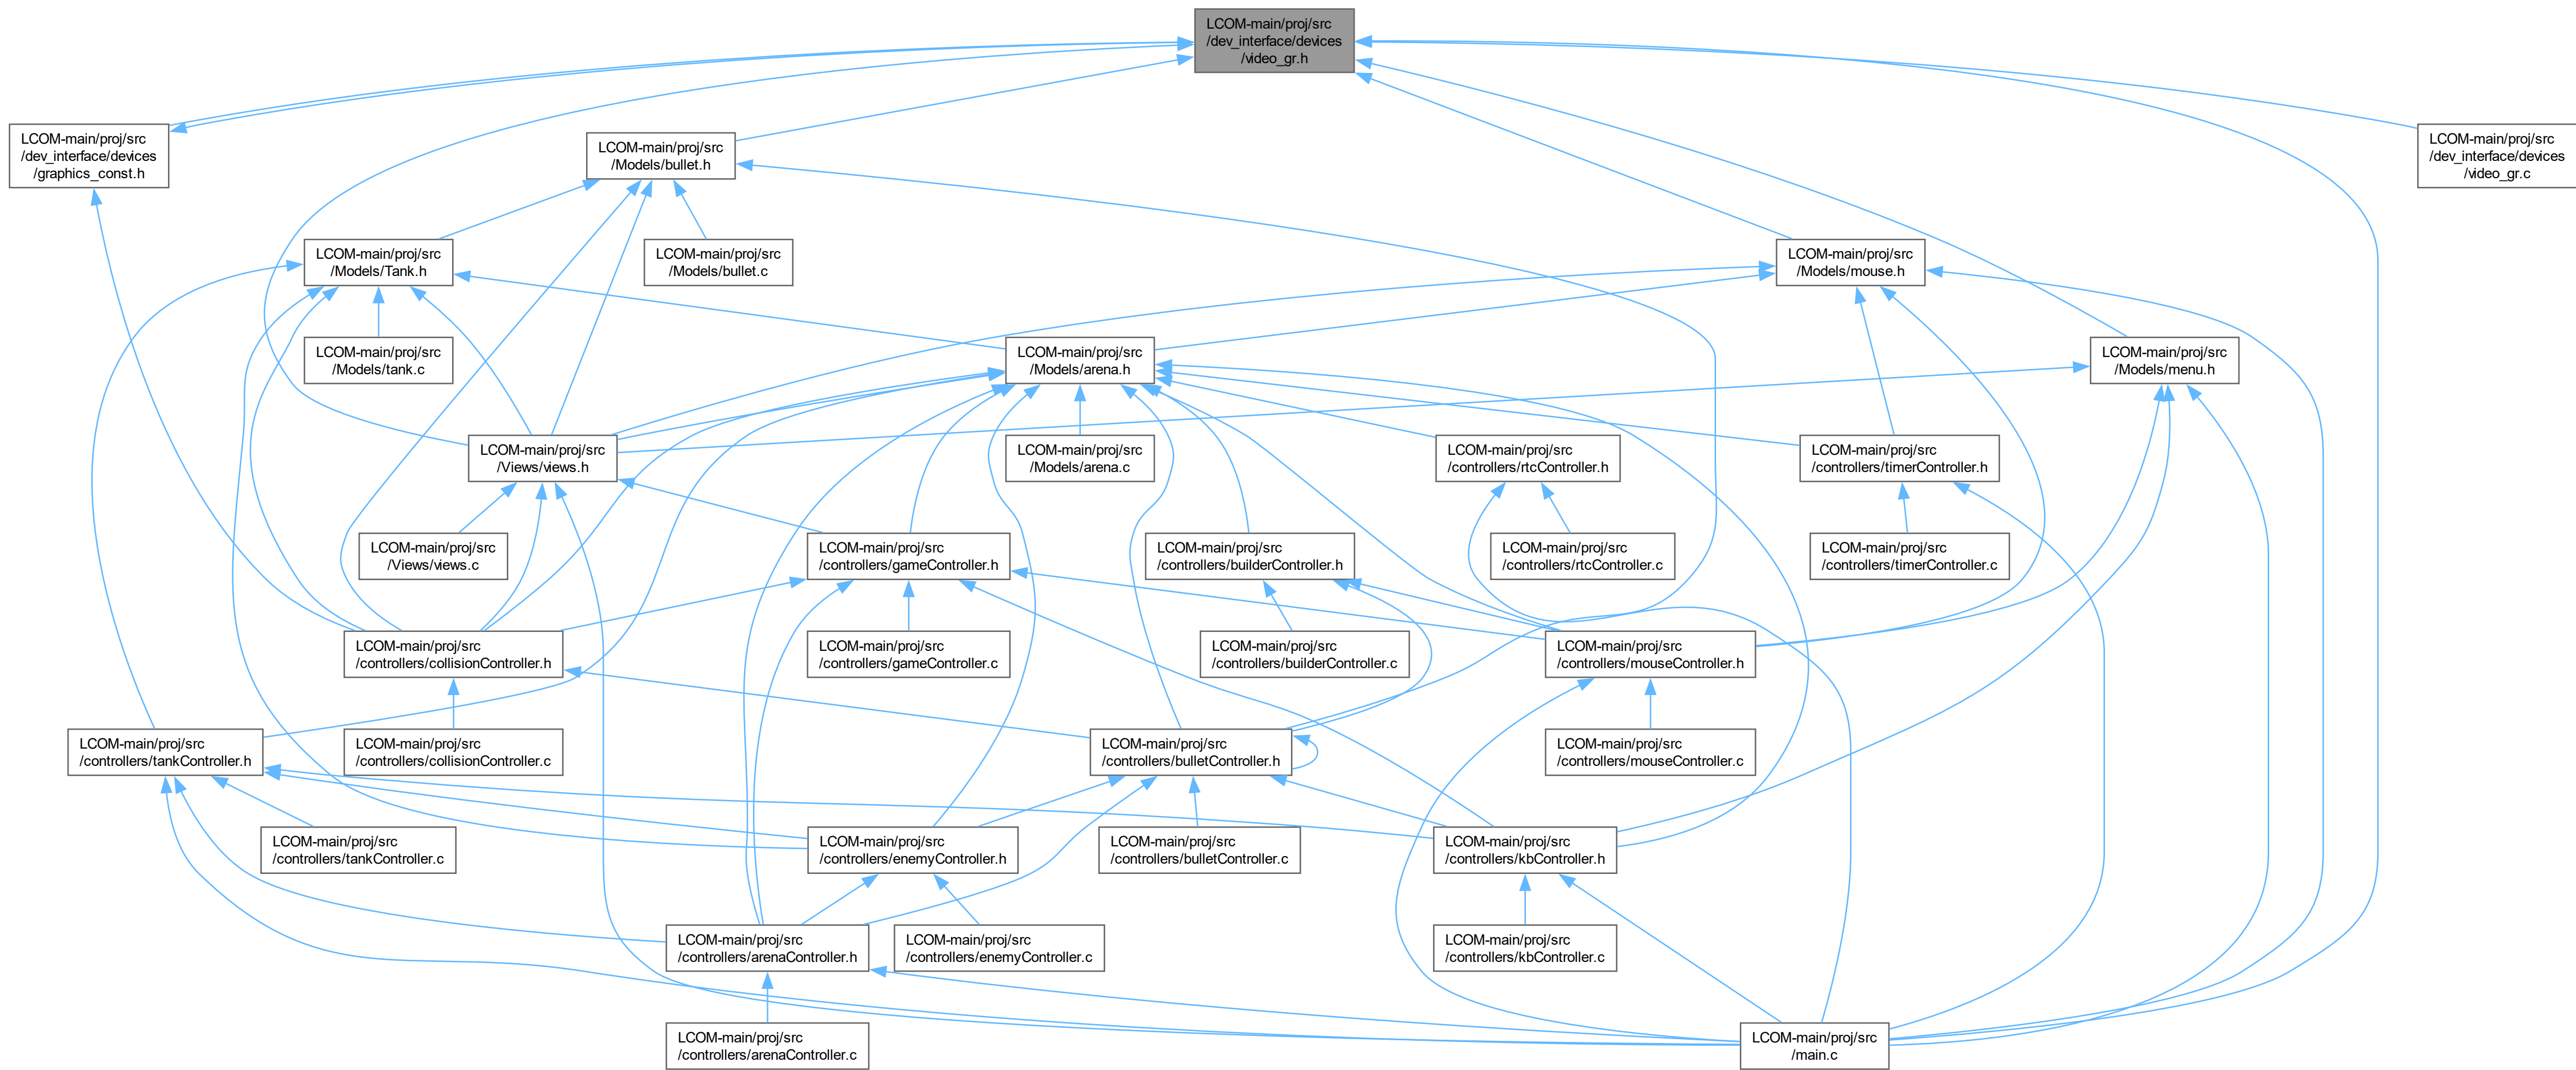 LCOM-main/proj/src
/dev_interface/devices
/video_gr.h
LCOM-main/proj/src
/dev_interface/devices
/graphics_const.h
LCOM-main/proj/src
/Models/bullet.h
LCOM-main/proj/src
/dev_interface/devices
/video_gr.c
LCOM-main/proj/src
/Models/Tank.h
LCOM-main/proj/src
/Models/bullet.c
LCOM-main/proj/src
/Models/mouse.h
LCOM-main/proj/src
/Models/tank.c
LCOM-main/proj/src
/Models/arena.h
LCOM-main/proj/src
/Models/menu.h
LCOM-main/proj/src
/Views/views.h
LCOM-main/proj/src
/Models/arena.c
LCOM-main/proj/src
/controllers/rtcController.h
LCOM-main/proj/src
/controllers/timerController.h
LCOM-main/proj/src
/Views/views.c
LCOM-main/proj/src
/controllers/gameController.h
LCOM-main/proj/src
/controllers/builderController.h
LCOM-main/proj/src
/controllers/rtcController.c
LCOM-main/proj/src
/controllers/timerController.c
LCOM-main/proj/src
/controllers/collisionController.h
LCOM-main/proj/src
/controllers/gameController.c
LCOM-main/proj/src
/controllers/builderController.c
LCOM-main/proj/src
/controllers/mouseController.h
LCOM-main/proj/src
/controllers/tankController.h
LCOM-main/proj/src
/controllers/collisionController.c
LCOM-main/proj/src
/controllers/bulletController.h
LCOM-main/proj/src
/controllers/mouseController.c
LCOM-main/proj/src
/controllers/tankController.c
LCOM-main/proj/src
/controllers/enemyController.h
LCOM-main/proj/src
/controllers/bulletController.c
LCOM-main/proj/src
/controllers/kbController.h
LCOM-main/proj/src
/controllers/arenaController.h
LCOM-main/proj/src
/controllers/enemyController.c
LCOM-main/proj/src
/controllers/kbController.c
LCOM-main/proj/src
/controllers/arenaController.c
LCOM-main/proj/src
/main.c